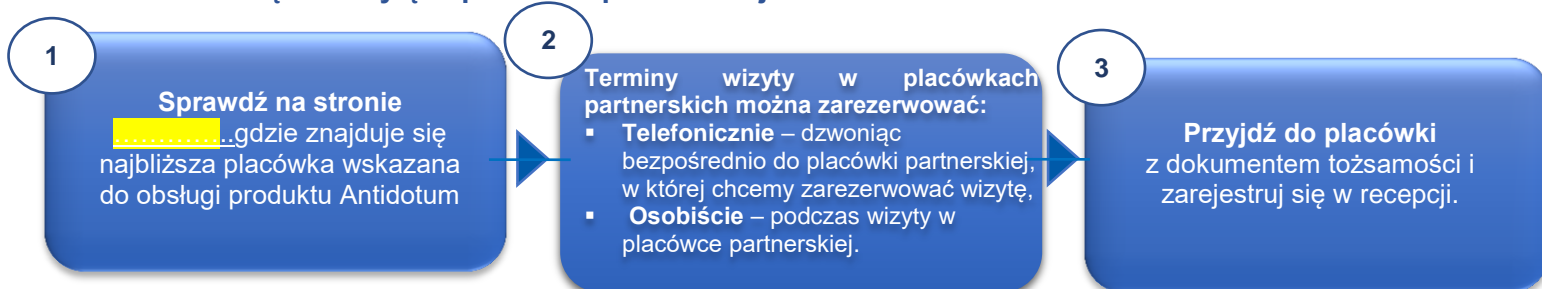 1
Sprawdź na stronie
…………..gdzie znajduje się
najbliższa placówka wskazana
do obsługi produktu Antidotum
2
Terminy wizyty w placówkach
partnerskich można zarezerwować:
▪ Telefonicznie – dzwoniąc
bezpośrednio do placówki partnerskiej,
w której chcemy zarezerwować wizytę,
▪ Osobiście – podczas wizyty w
placówce partnerskiej.
3
Przyjdź do placówki
z dokumentem tożsamości i
zarejestruj się w recepcji.